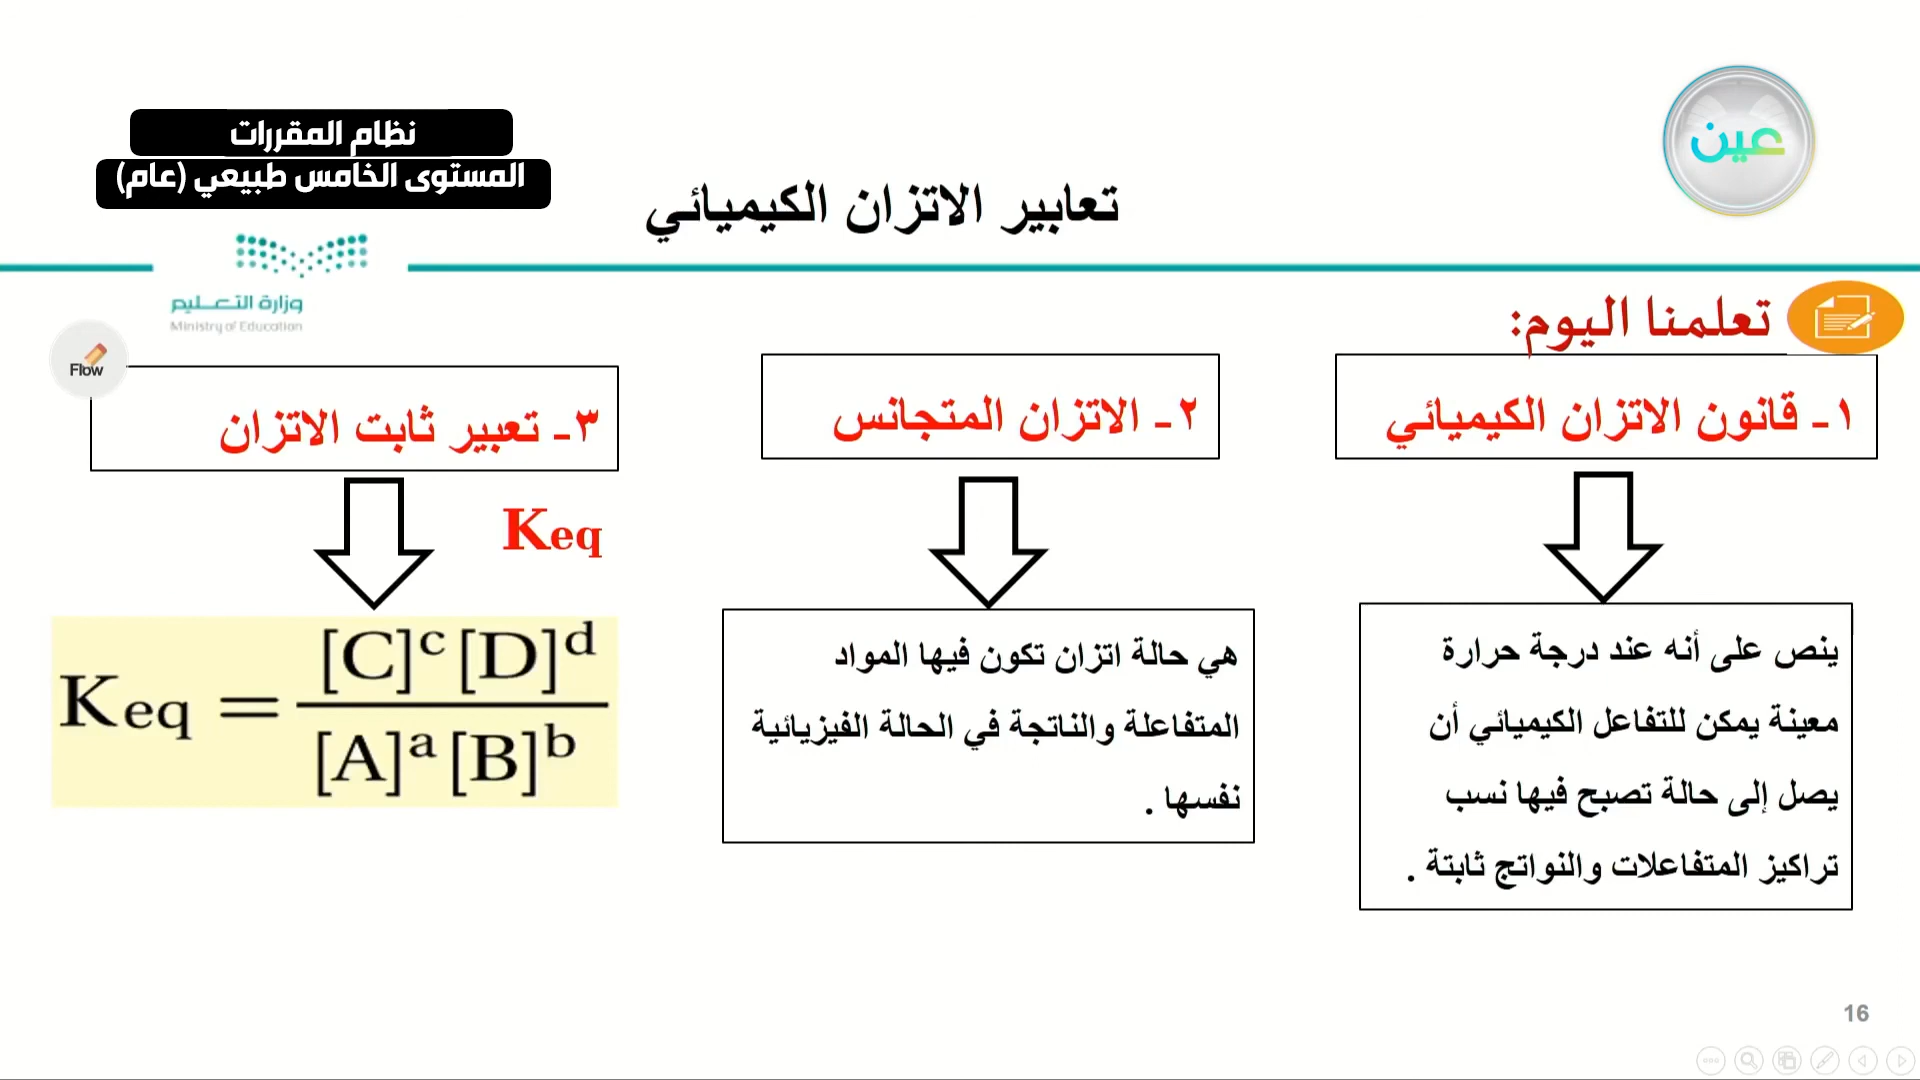 نظام المقررات
المستوى الخامس طبيعي (عام)
عين
تعابير الاتزان الكيميائي
وزارة التعليم
Ministry of Education
تعلمنا اليوم:
Flow
١- قانون الاتزان الكيميائي
ينص على أنه عند درجة حرارة
معينة يمكن للتفاعل الكيميائي أن
يصل إلى حالة تصبح فيها نسب
تراكيز المتفاعلات والنواتج ثابتة .
٢- الاتزان المتجانس
هي حالة اتزان تكون فيها المواد
المتفاعلة والناتجة في الحالة الفيزيائية
نفسها .
٣- تعبير ثابت الاتزان
Keq
Keq = [C]ᶜ [D]ᵈ / [A]ᵃ [B]ᵇ
16